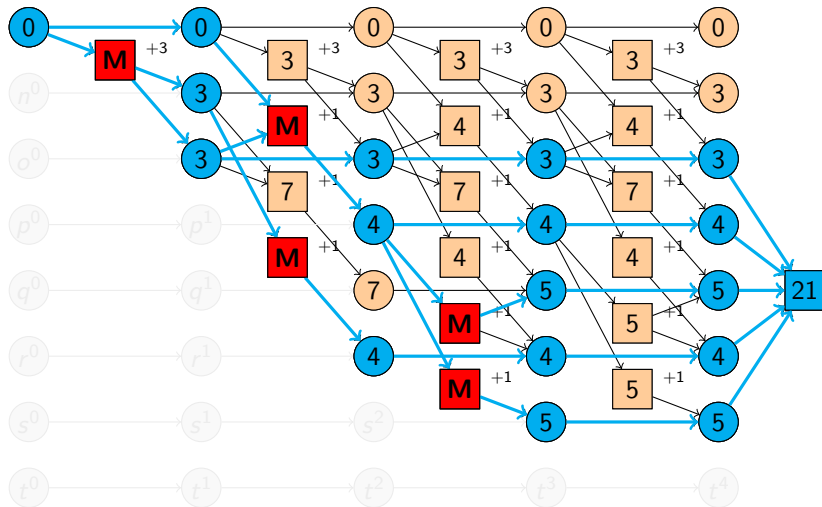 0 0 0 0 0
M +3 3 +3 3 +3 3 +3
n⁰ 3 3 3 3
M +1 4 +1 4 +1
o⁰ 3 3 3 3
7 +1 7 +1 7 +1
p⁰ p¹ 4 4 4
M +1 4 +1 4 +1
q⁰ q¹ 7 5 5 21
M +1 5 +1
r⁰ r¹ 4 4 4
M +1 5 +1
s⁰ s¹ s² 5 5
t⁰ t¹ t² t³ t⁴